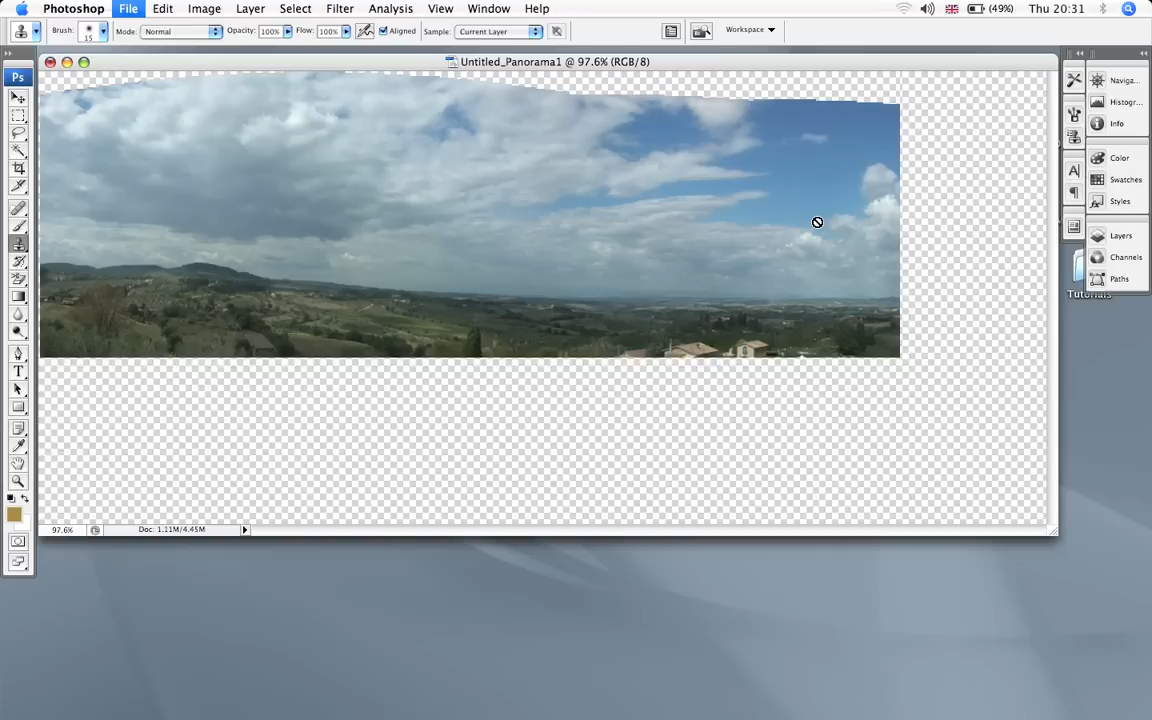 Photoshop File Edit Image Layer Select Filter Analysis View Window Help (49%) Thu 20:31
Brush: 15 Mode: Normal Opacity: 100% Flow: 100% Aligned Sample: Current Layer Workspace
Untitled_Panorama1 @ 97.6% (RGB/8)
Ps
Naviga...
Histogr...
Info
Color
Swatches
Styles
Layers
Channels
Paths
Tutorials
T
A
97.6% Doc: 1.11M/4.45M